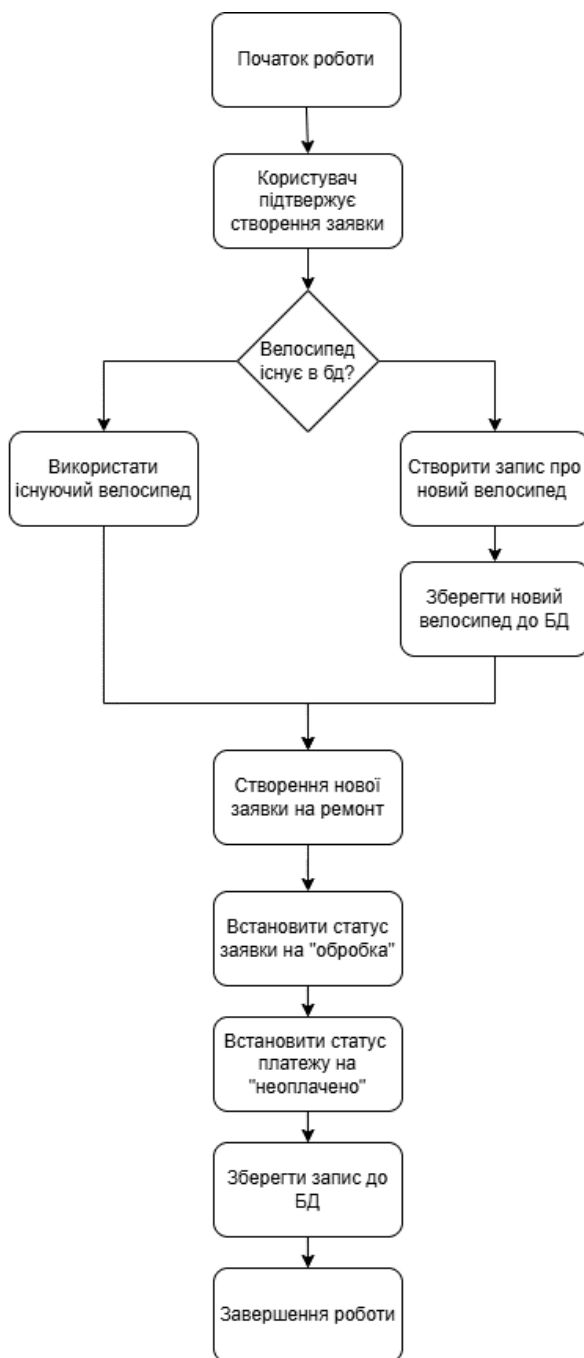 Початок роботи
Користувач
підтвержує
створення заявки
Велосипед
існує в бд?
Використати
існуючий велосипед
Створити запис про
новий велосипед
Зберегти новий
велосипед до БД
Створення нової
заявки на ремонт
Встановити статус
заявки на "обробка"
Встановити статус
платежу на
"неоплачено"
Зберегти запис до
БД
Завершення роботи